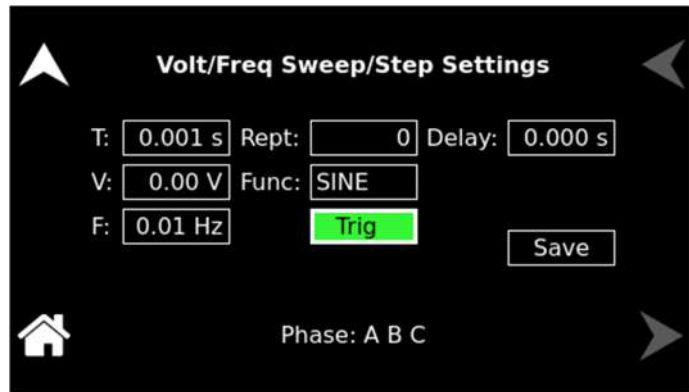 Volt/Freq Sweep/Step Settings
T: 0.001 s Rept: 0 Delay: 0.000 s
V: 0.00 V Func: SINE
F: 0.01 Hz Trig
Save
Phase: A B C